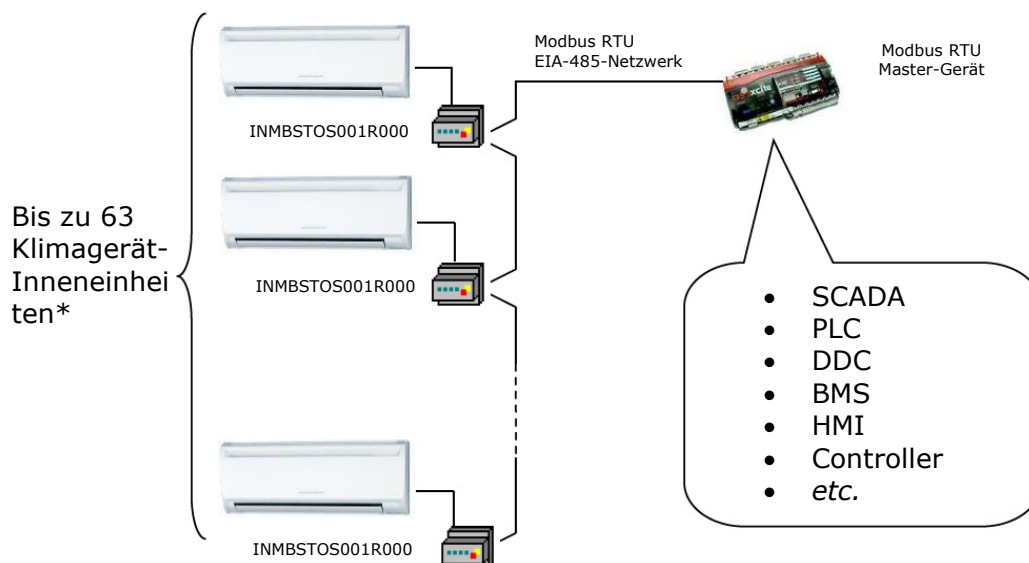 Modbus RTU
EIA-485-Netzwerk
Modbus RTU
Master-Gerät
INMBSTOS001R000
Bis zu 63
Klimagerät-
Inneneinhei
ten*
INMBSTOS001R000
• SCADA
• PLC
• DDC
• BMS
• HMI
• Controller
• etc.
INMBSTOS001R000